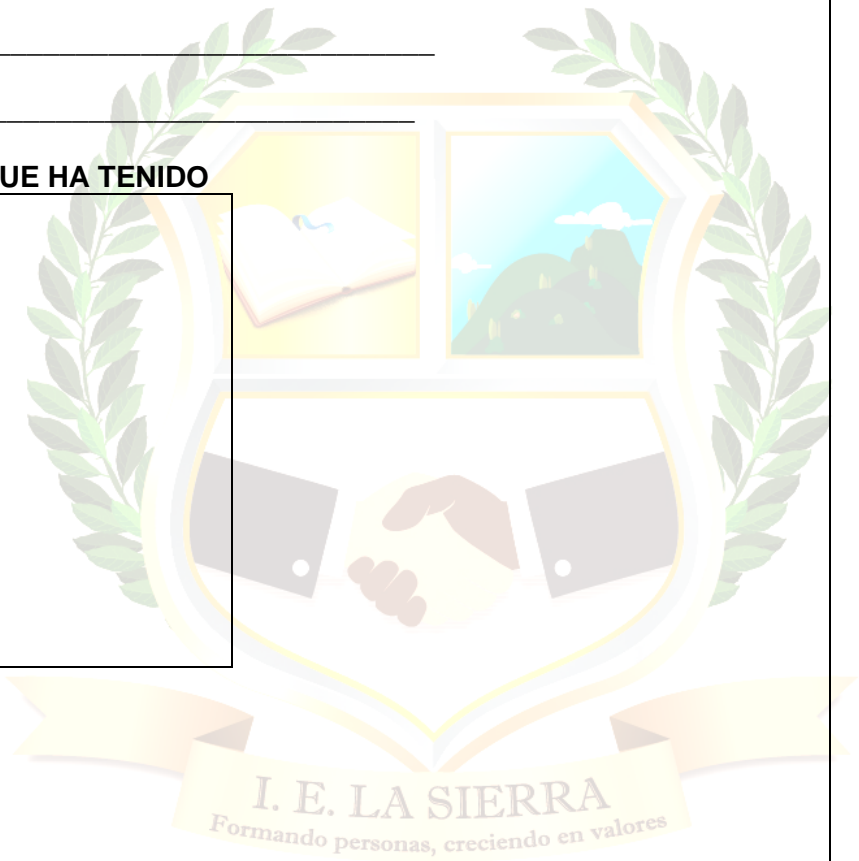 UE HA TENIDO
I. E. LA SIERRA
Formando personas, creciendo en valores